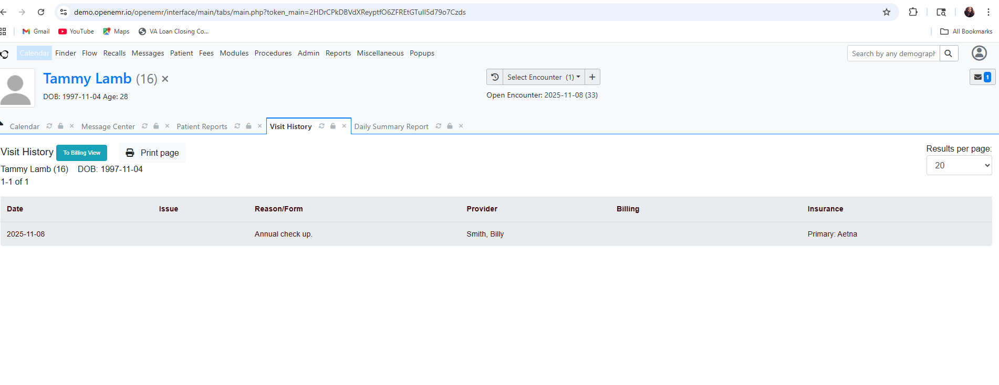 demo.openemr.io/openemr/interface/main/tabs/main.php?token_main=2HDrCPkDBVdXReyptfO6ZFREtGTuII5d79o7Czds
Gmail YouTube Maps VA Loan Closing Co... All Bookmarks
Calendar Finder Flow Recalls Messages Patient Fees Modules Procedures Admin Reports Miscellaneous Popups Search by any demograph
Tammy Lamb (16) Select Encounter (1) 1
DOB: 1997-11-04 Age: 28 Open Encounter: 2025-11-08 (33)
Calendar Message Center Patient Reports Visit History Daily Summary Report
Visit History To Billing View Print page Results per page:
Tammy Lamb (16) DOB: 1997-11-04 20
1-1 of 1
Date Issue Reason/Form Provider Billing Insurance
2025-11-08 Annual check up. Smith, Billy Primary: Aetna